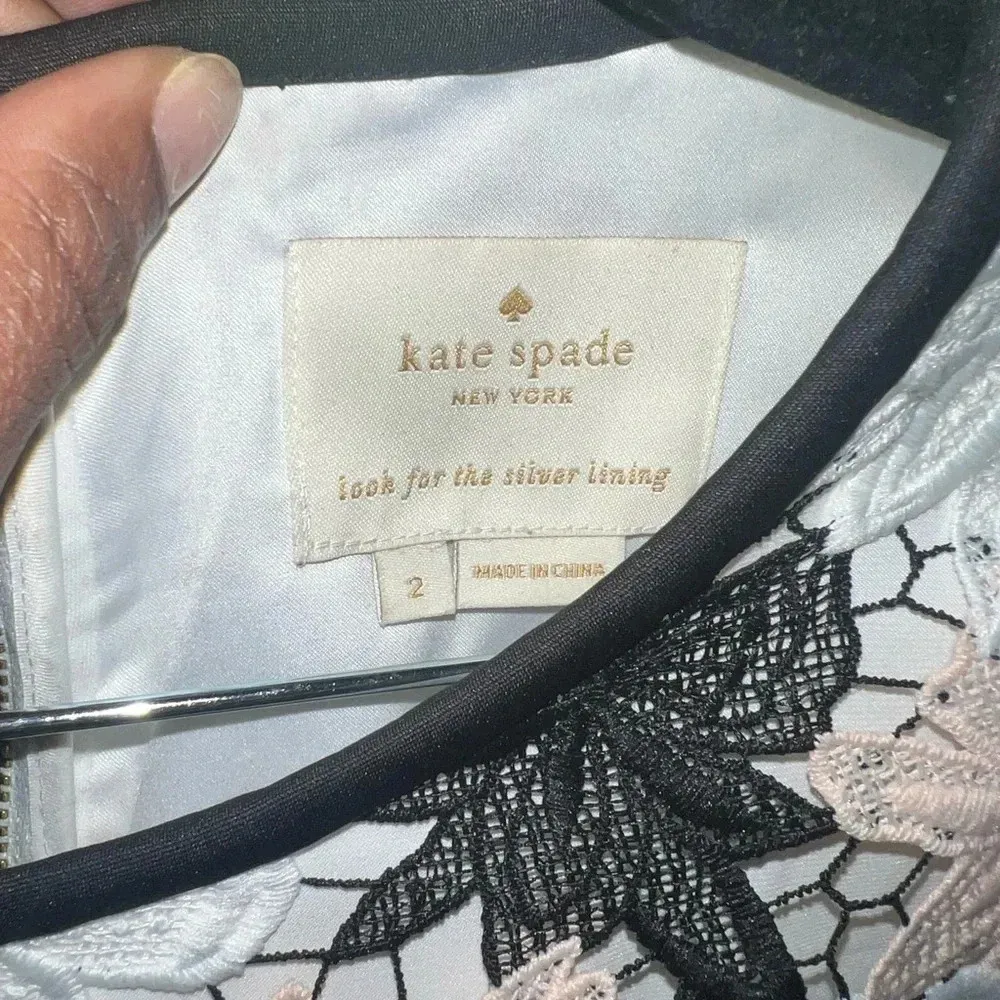 kate spade
NEW YORK
look for the silver lining
2
MADE IN CHINA